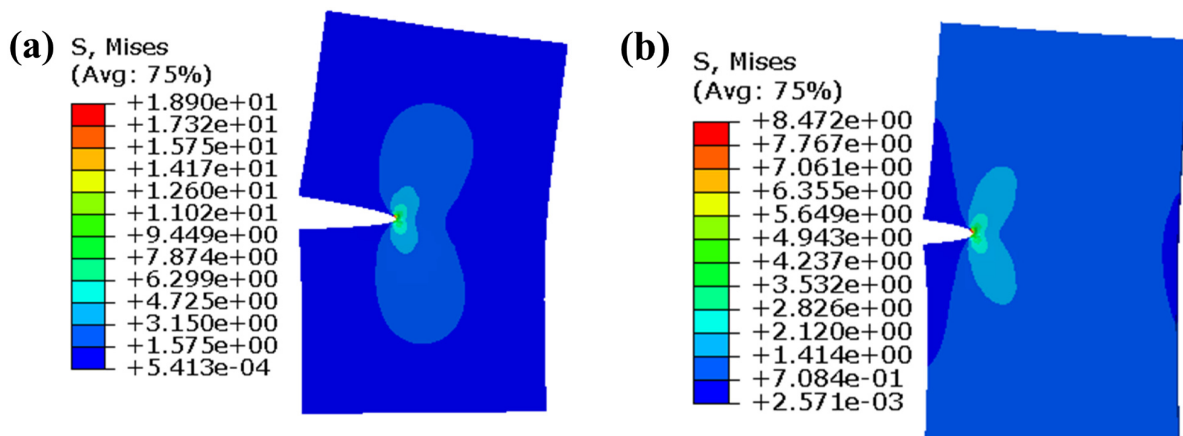 (a)
S, Mises
(Avg: 75%)
+1.890e+01
+1.732e+01
+1.575e+01
+1.417e+01
+1.260e+01
+1.102e+01
+9.449e+00
+7.874e+00
+6.299e+00
+4.725e+00
+3.150e+00
+1.575e+00
+5.413e-04
(b)
S, Mises
(Avg: 75%)
+8.472e+00
+7.767e+00
+7.061e+00
+6.355e+00
+5.649e+00
+4.943e+00
+4.237e+00
+3.532e+00
+2.826e+00
+2.120e+00
+1.414e+00
+7.084e-01
+2.571e-03